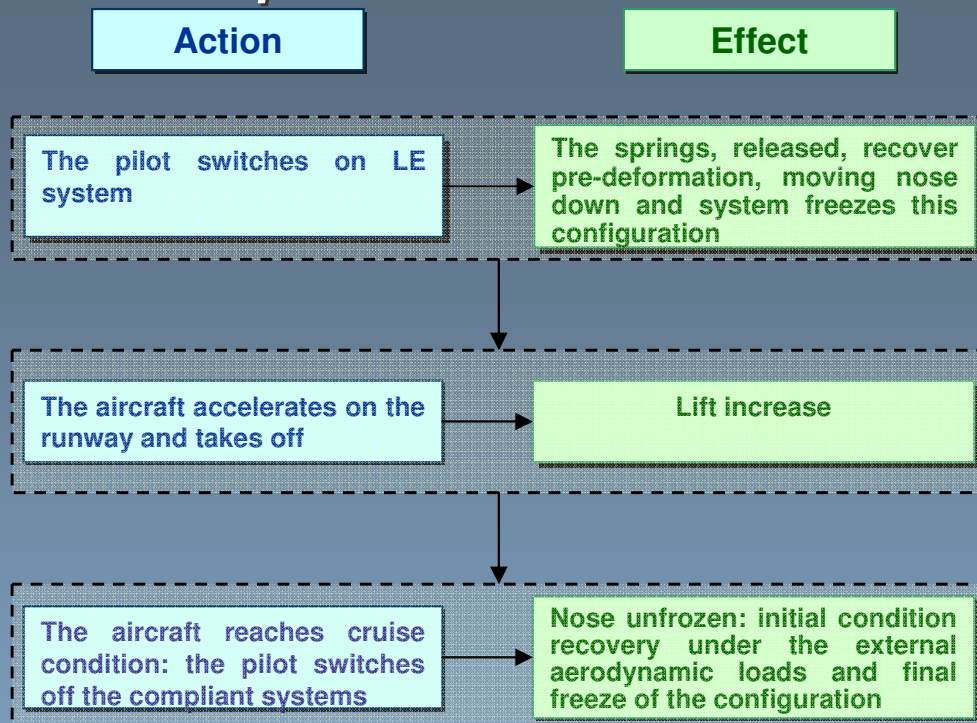 Action
Effect
The pilot switches on LE
system
The springs, released, recover
pre-deformation, moving nose
down and system freezes this
configuration
The aircraft accelerates on the
runway and takes off
Lift increase
The aircraft reaches cruise
condition: the pilot switches
off the compliant systems
Nose unfrozen: initial condition
recovery under the external
aerodynamic loads and final
freeze of the configuration